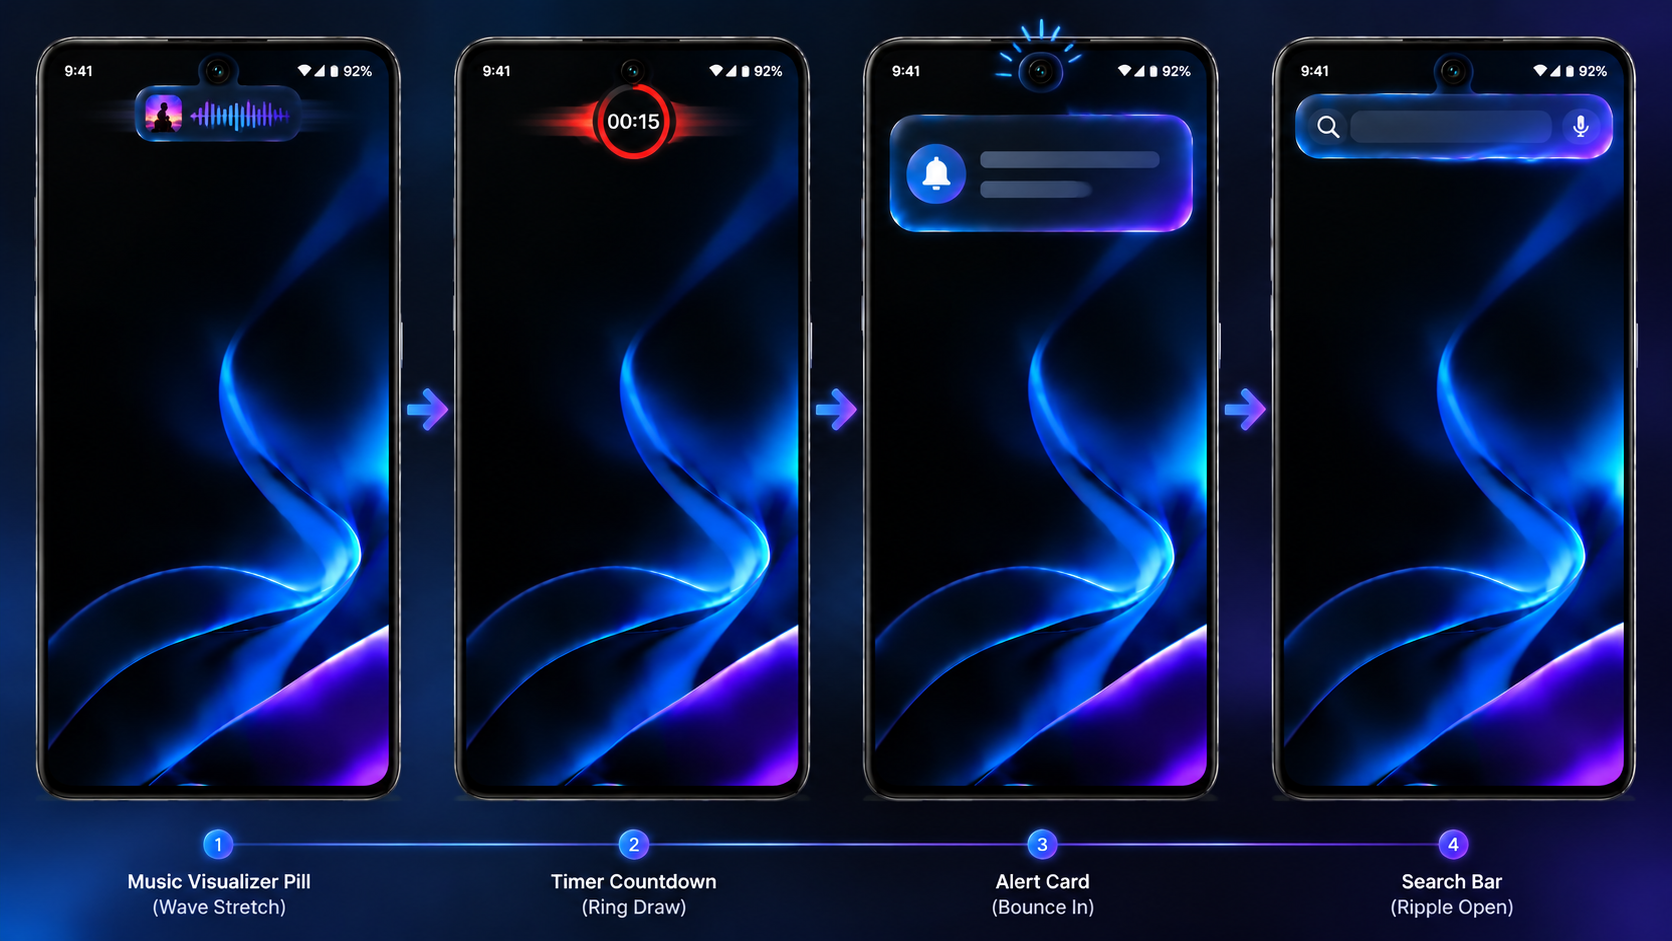 9:41
92%
9:41
92%
00:15
9:41
92%
9:41
92%
1
Music Visualizer Pill
(Wave Stretch)
2
Timer Countdown
(Ring Draw)
3
Alert Card
(Bounce In)
4
Search Bar
(Ripple Open)